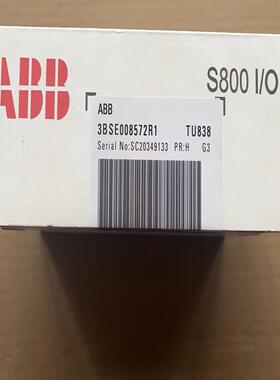 ABB
S800 I/O
ABB
3BSE008572R1 TU838
Serial No:SC20349133 PR:H G3